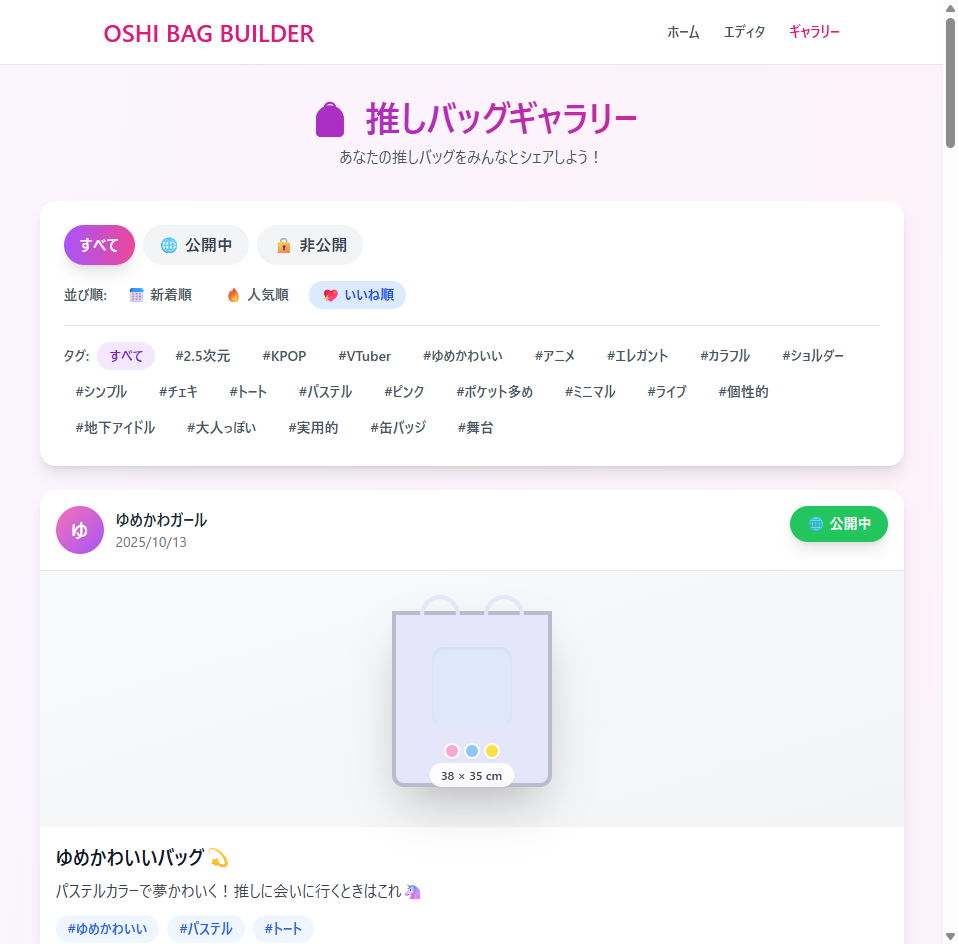 OSHI BAG BUILDER ホーム エディタ ギャラリー
推しバッグギャラリー
あなたの推しバッグをみんなとシェアしよう！
すべて 🌐 公開中 🔒 非公開
並び順: 📅 新着順 🔥 人気順 💖 いいね順
タグ: すべて #2.5次元 #KPOP #VTuber #ゆめかわいい #アニメ #エレガント #カラフル #ショルダー
#シンプル #チェキ #トート #パステル #ピンク #ポケット多め #ミニマル #ライブ #個性的
#地下アイドル #大人っぽい #実用的 #缶バッジ #舞台
ゆ ゆめかわガール 🌐 公開中
2025/10/13
38 × 35 cm
ゆめかわいいバッグ💫
パステルカラーで夢かわいく！推しに会いに行くときはこれ🦄
#ゆめかわいい #パステル #トート